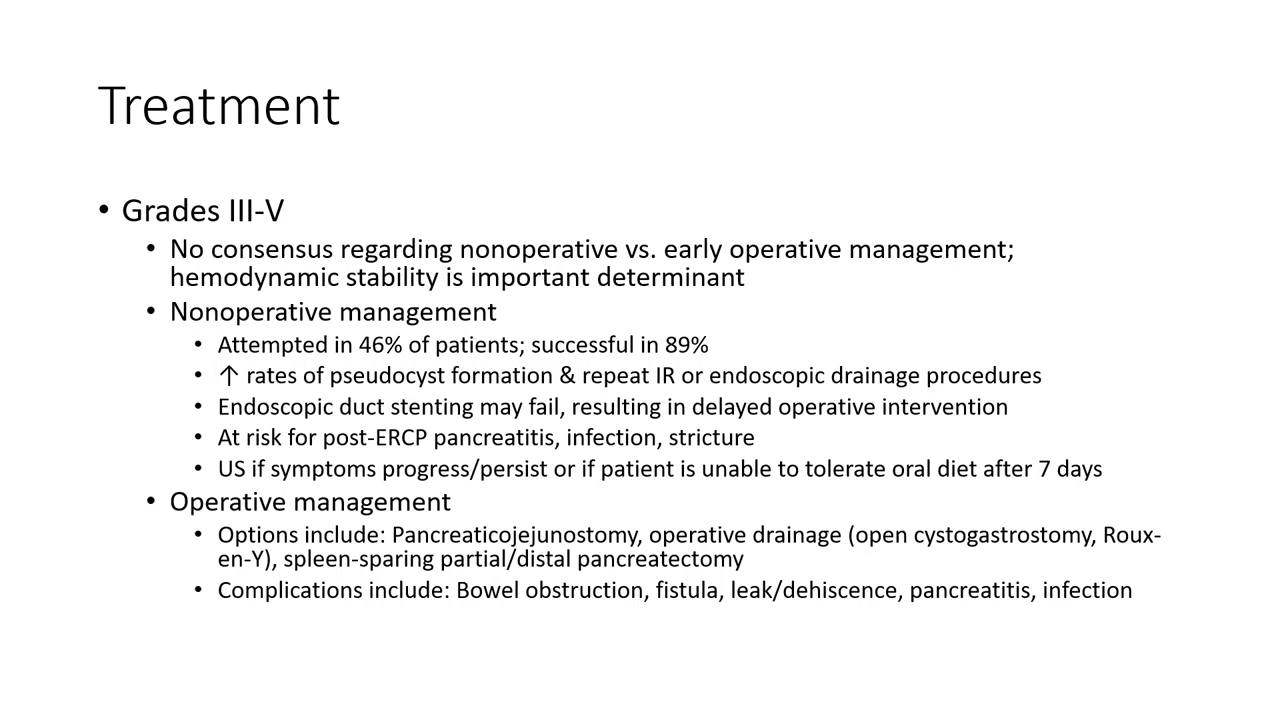 Treatment
• Grades III-V
• No consensus regarding nonoperative vs. early operative management;
hemodynamic stability is important determinant
• Nonoperative management
• Attempted in 46% of patients; successful in 89%
• ↑ rates of pseudocyst formation & repeat IR or endoscopic drainage procedures
• Endoscopic duct stenting may fail, resulting in delayed operative intervention
• At risk for post-ERCP pancreatitis, infection, stricture
• US if symptoms progress/persist or if patient is unable to tolerate oral diet after 7 days
• Operative management
• Options include: Pancreaticojejunostomy, operative drainage (open cystogastrostomy, Roux-
en-Y), spleen-sparing partial/distal pancreatectomy
• Complications include: Bowel obstruction, fistula, leak/dehiscence, pancreatitis, infection